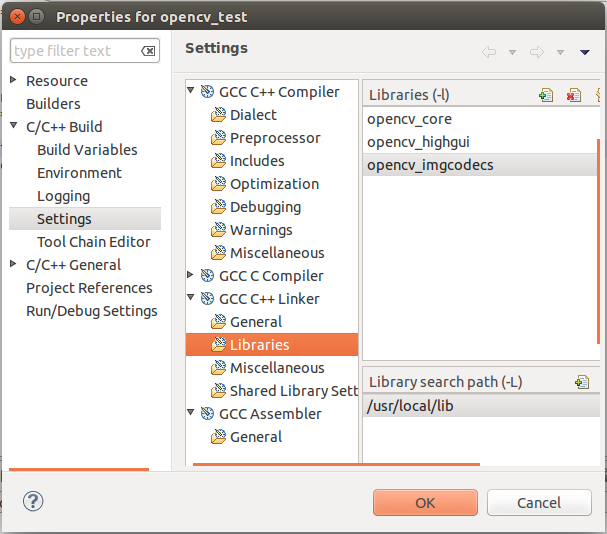 Properties for opencv_test
type filter text
Resource
Builders
C/C++ Build
Build Variables
Environment
Logging
Settings
Tool Chain Editor
C/C++ General
Project References
Run/Debug Settings
Settings
GCC C++ Compiler
Dialect
Preprocessor
Includes
Optimization
Debugging
Warnings
Miscellaneous
GCC C Compiler
GCC C++ Linker
General
Libraries
Miscellaneous
Shared Library Sett
GCC Assembler
General
Libraries (-l)
opencv_core
opencv_highgui
opencv_imgcodecs
Library search path (-L)
/usr/local/lib
?
OK
Cancel